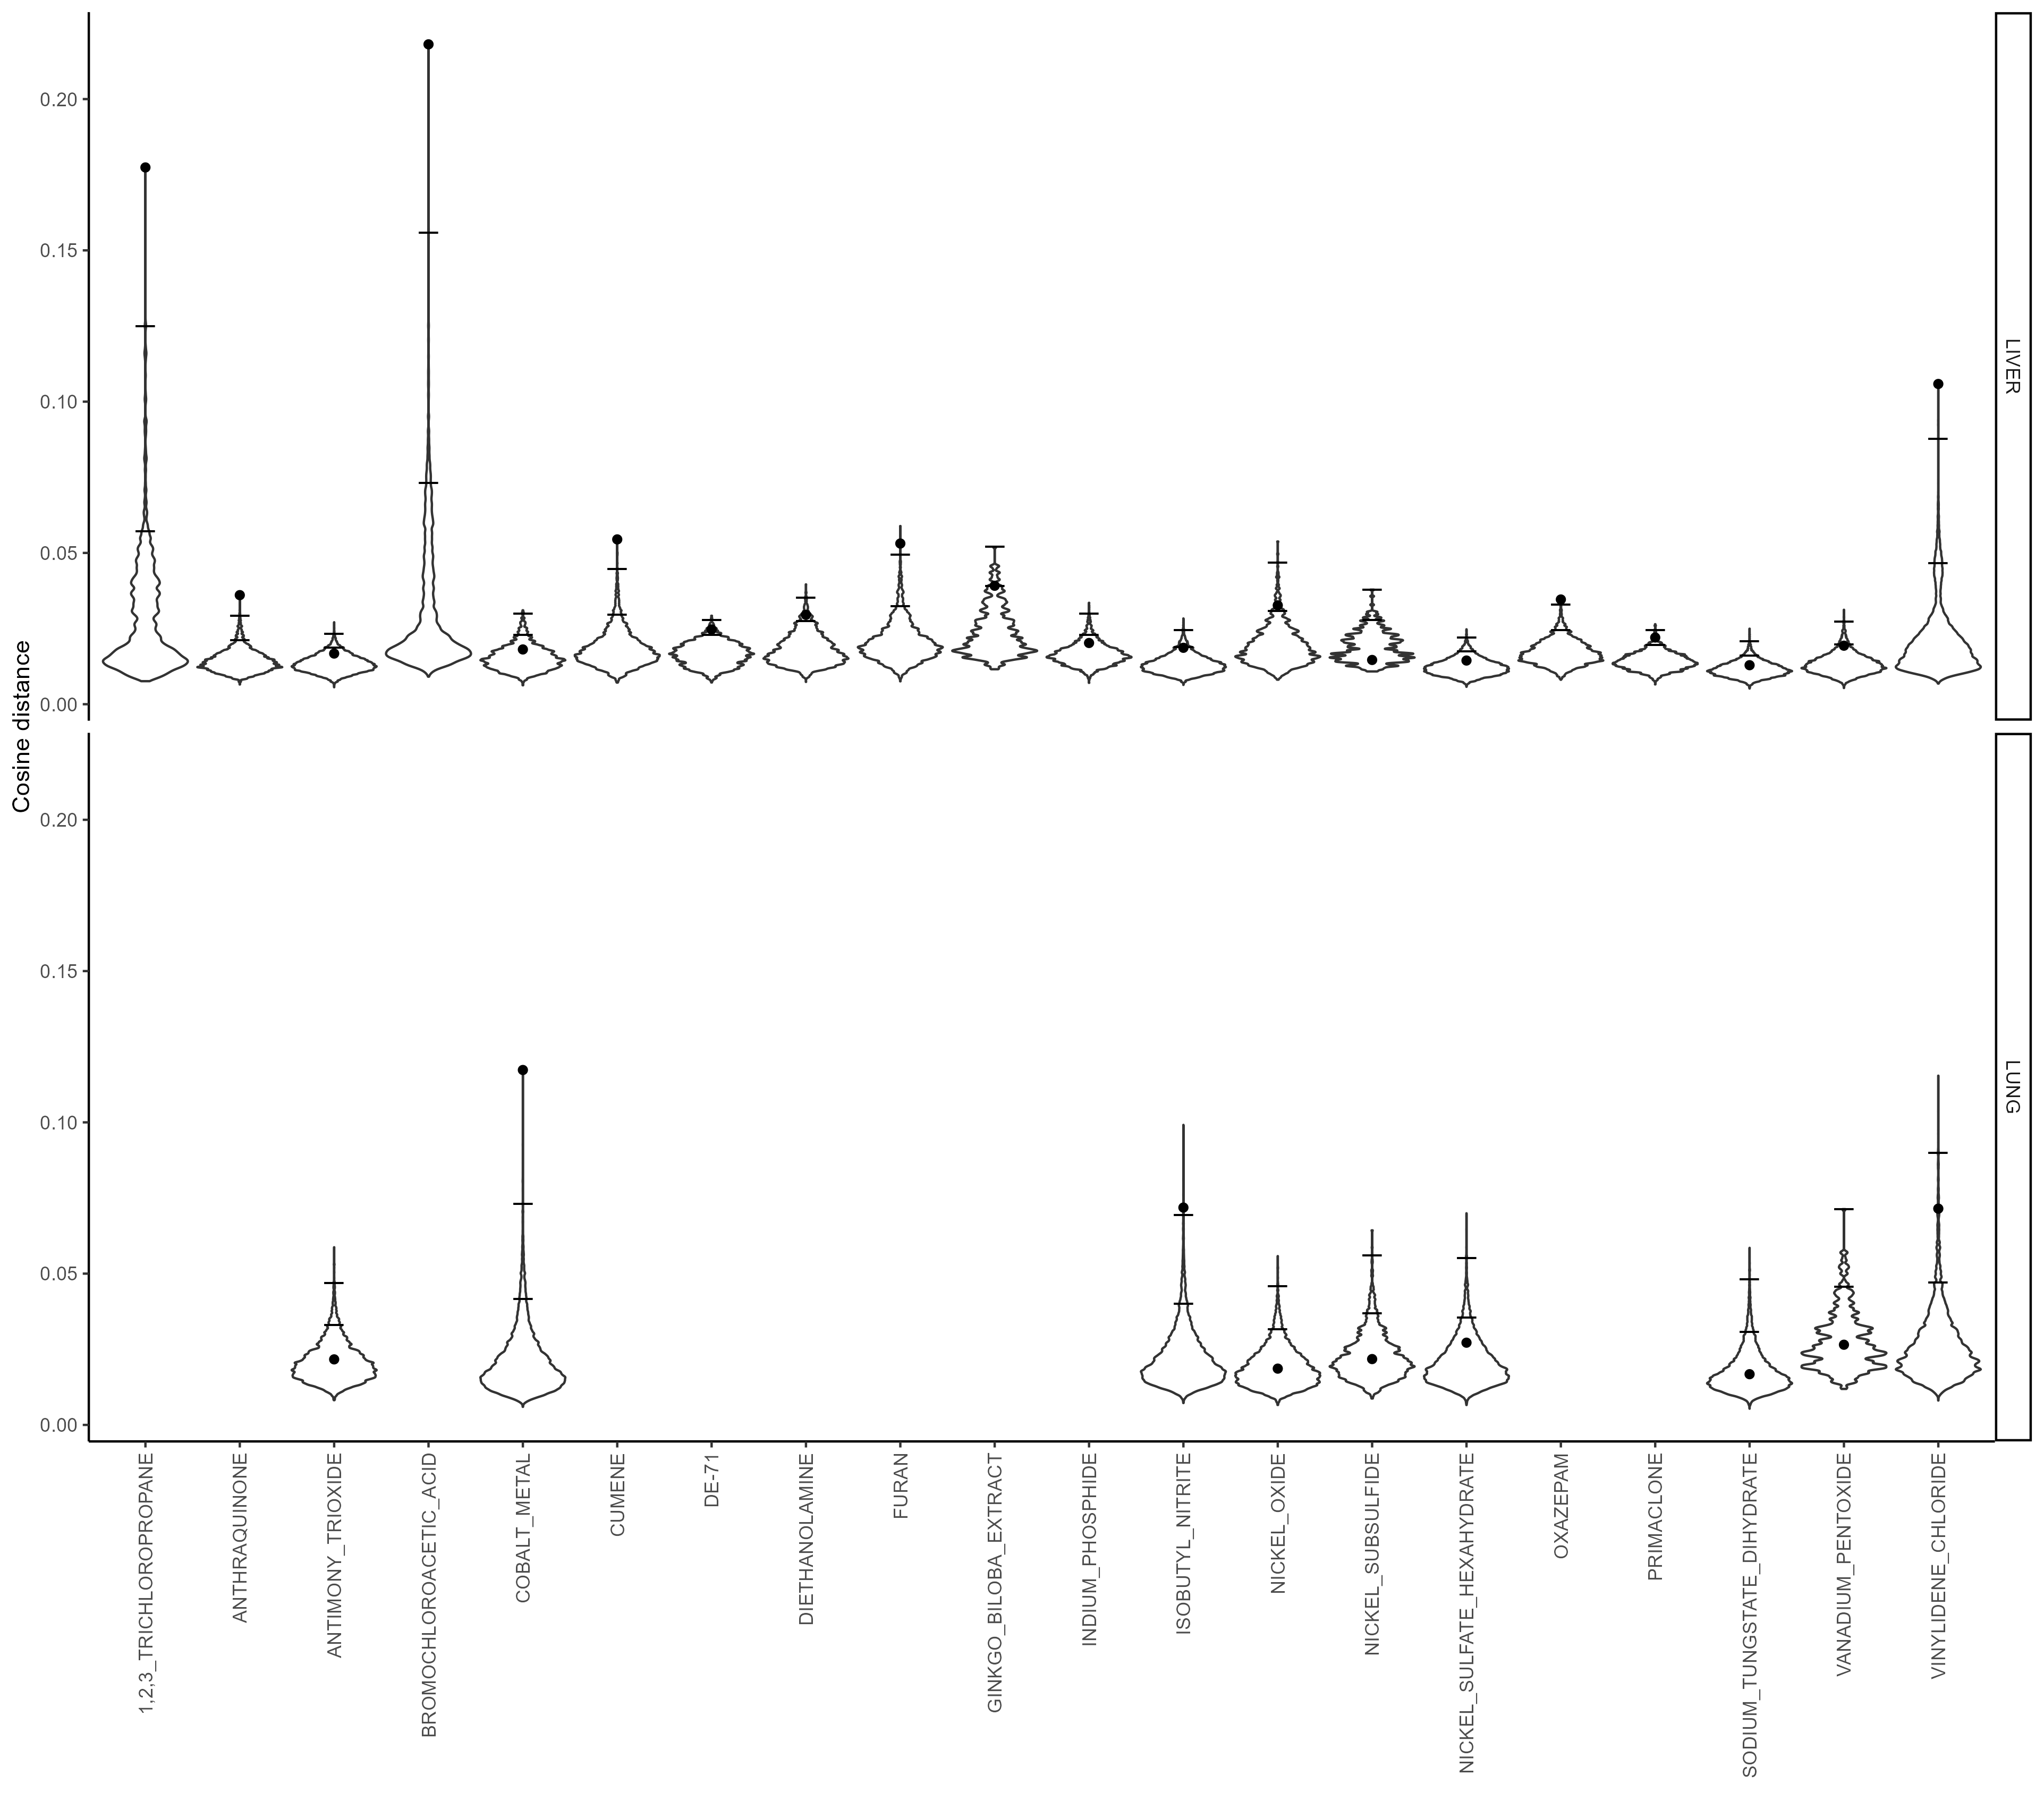 Cosine distance
0.20
0.15
0.10
0.05
0.00
LIVER
0.20
0.15
0.10
0.05
0.00
LUNG
1,2,3_TRICHLOROPROPANE
ANTHRAQUINONE
ANTIMONY_TRIOXIDE
BROMOCHLOROACETIC_ACID
COBALT_METAL
CUMENE
DE-71
DIETHANOLAMINE
FURAN
GINKGO_BILOBA_EXTRACT
INDIUM_PHOSPHIDE
ISOBUTYL_NITRITE
NICKEL_OXIDE
NICKEL_SUBSULFIDE
NICKEL_SULFATE_HEXAHYDRATE
OXAZEPAM
PRIMACLONE
SODIUM_TUNGSTATE_DIHYDRATE
VANADIUM_PENTOXIDE
VINYLIDENE_CHLORIDE